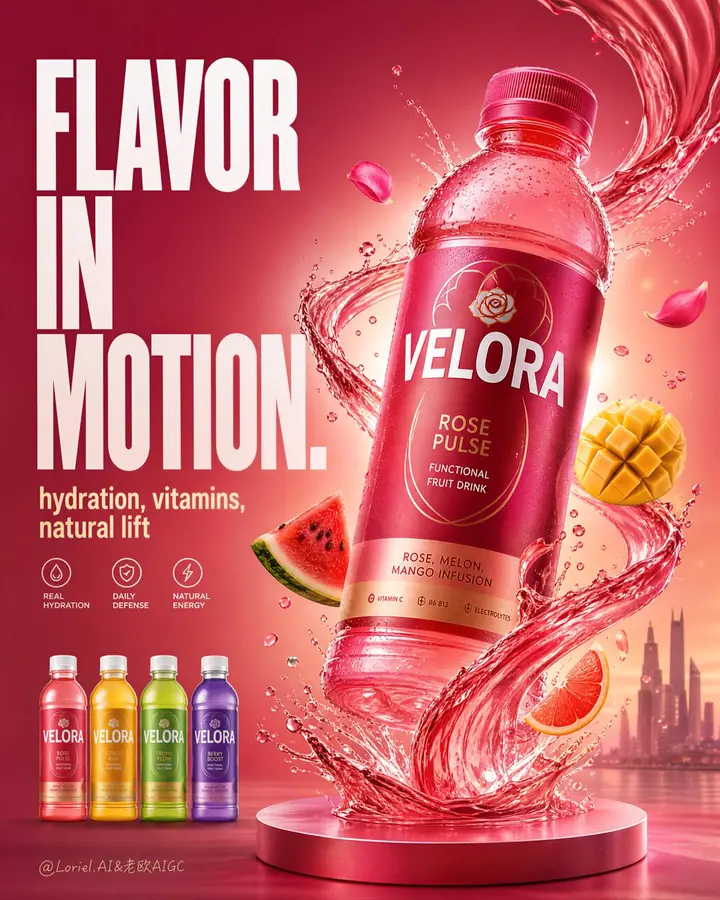 FLAVOR
IN
MOTION.
hydration, vitamins,
natural lift
REAL
HYDRATION
DAILY
DEFENSE
NATURAL
ENERGY
VELORA
ROSE
PULSE
FUNCTIONAL
FRUIT DRINK
ROSE, MELON,
MANGO INFUSION
VITAMIN C
B6 B12
ELECTROLYTES
VELORA
ROSE
PULSE
VELORA
VELORA
VELORA
BERRY
BOOST
@Loriel.AI&老欧AIGC